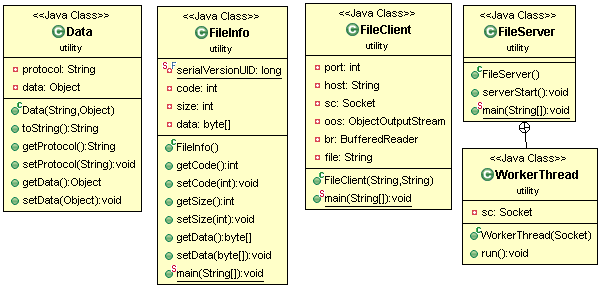 <<Java Class>>
Data
utility
protocol: String
data: Object
Data(String,Object)
toString():String
getProtocol():String
setProtocol(String):void
getData():Object
setData(Object):void
<<Java Class>>
FileInfo
utility
serialVersionUID: long
code: int
size: int
data: byte[]
FileInfo()
getCode():int
setCode(int):void
getSize():int
setSize(int):void
getData():byte[]
setData(byte[]):void
main(String[]):void
<<Java Class>>
FileClient
utility
port: int
host: String
sc: Socket
oos: ObjectOutputStream
br: BufferedReader
file: String
FileClient(String,String)
main(String[]):void
<<Java Class>>
FileServer
utility
FileServer()
serverStart():void
main(String[]):void
<<Java Class>>
WorkerThread
utility
sc: Socket
WorkerThread(Socket)
run():void